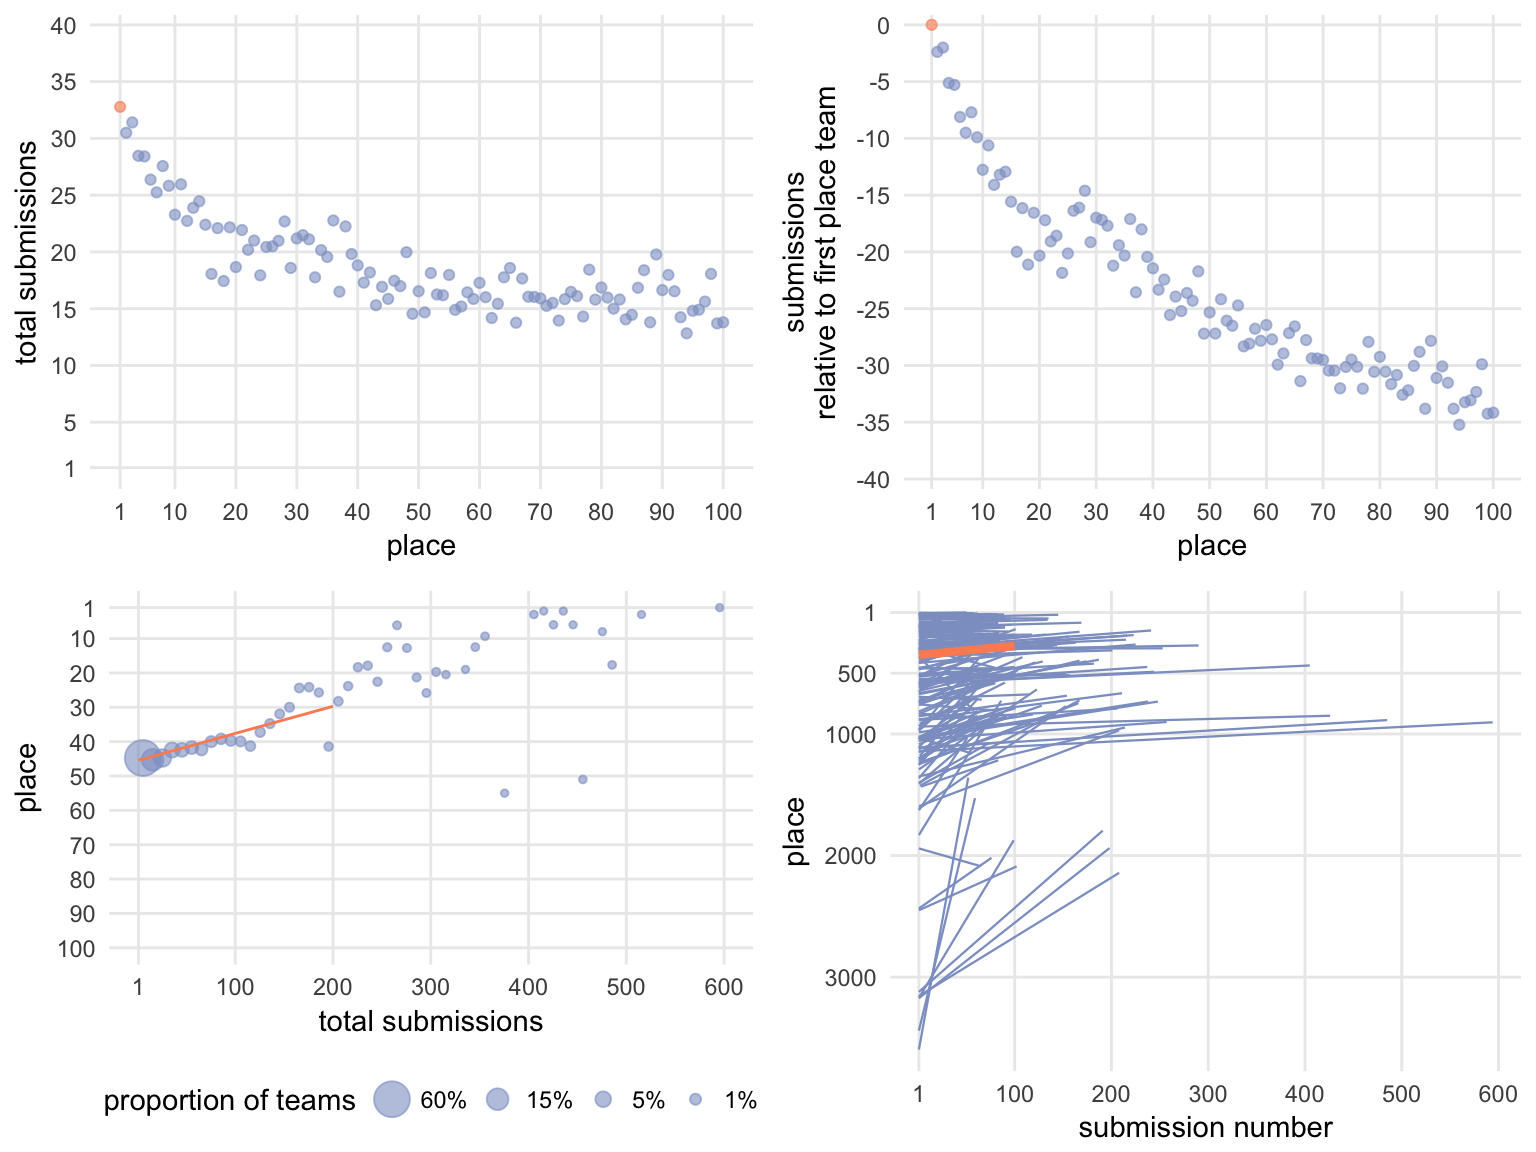 40
35
30
25
20
15
10
5
1
total submissions
1 10 20 30 40 50 60 70 80 90 100
place
0
-5
-10
-15
-20
-25
-30
-35
-40
submissions
relative to first place team
1 10 20 30 40 50 60 70 80 90 100
place
1
10
20
30
40
50
60
70
80
90
100
place
1 100 200 300 400 500 600
total submissions
proportion of teams 60% 15% 5% 1%
1
500
1000
2000
3000
place
1 100 200 300 400 500 600
submission number